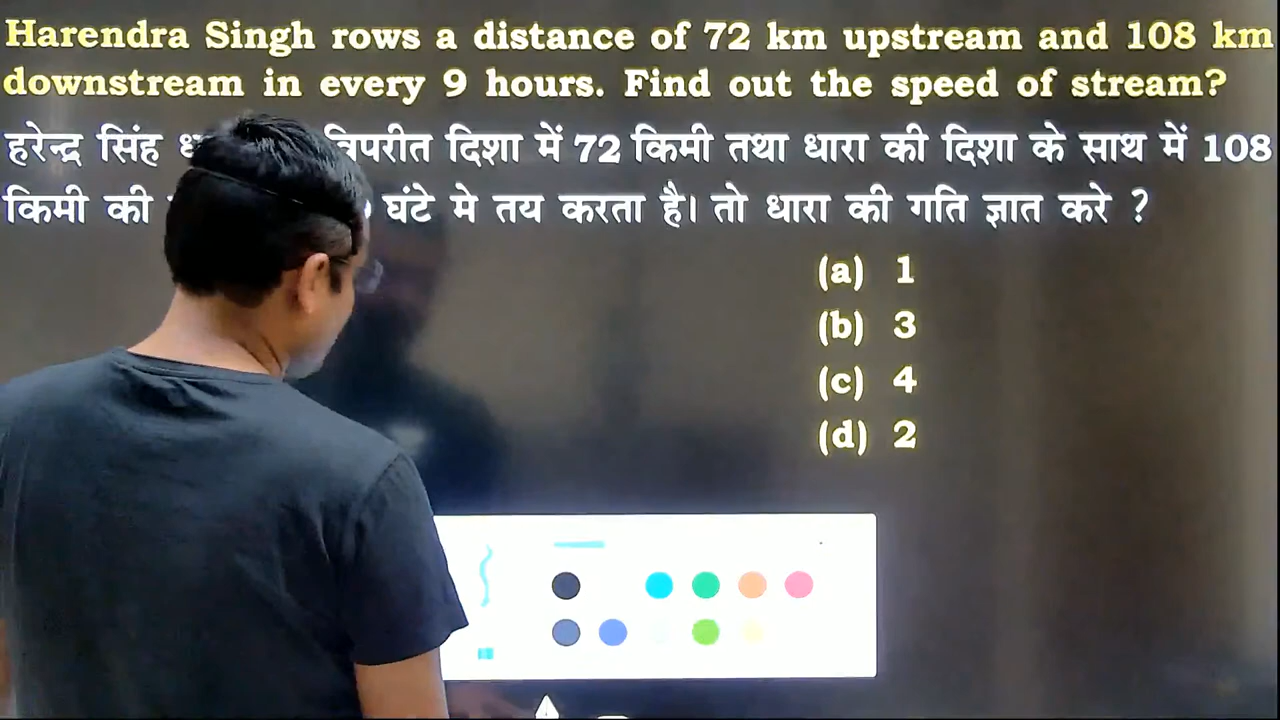 Harendra Singh rows a distance of 72 km upstream and 108 km
downstream in every 9 hours. Find out the speed of stream?
हरेन्द्र सिंह विपरीत दिशा में 72 किमी तथा धारा की दिशा के साथ में 108
किमी की घंटे मे तय करता है। तो धारा की गति ज्ञात करे ?
(a) 1
(b) 3
(c) 4
(d) 2